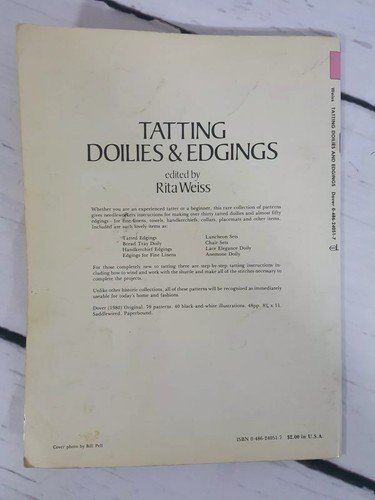 TATTING
DOILIES & EDGINGS
edited by
Rita Weiss
Whether you are an experienced tatter or a beginner, this rare collection of patterns
gives needleworkers instructions for making over thirty tatted doilies and almost fifty
edgings - for fine linens, towels, handkerchiefs, collars, placemats and other items.
Included are such lovely items as:
Tatted Edgings
Bread Tray Doily
Handkerchief Edgings
Edgings for Fine Linens
Luncheon Sets
Chair Sets
Lace Elegance Doily
Anemone Doily
For those completely new to tatting there are step-by-step tatting instructions in-
cluding how to wind and work with the shuttle and make all of the stitches necessary to
complete the projects.
Unlike other historic collections, all of these patterns will be recognized as immediately
suitable for today's home and fashions.
Dover (1980) Original. 39 patterns. 40 black-and-white illustrations. 48pp. 8¼ x 11.
Saddlewired. Paperbound.
Cover photo by Bill
ISBN 0-486-24051-7 $2.00 in U.S.A.
Weiss TATTING DOILIES AND EDGINGS Dover 0-486-24051-7